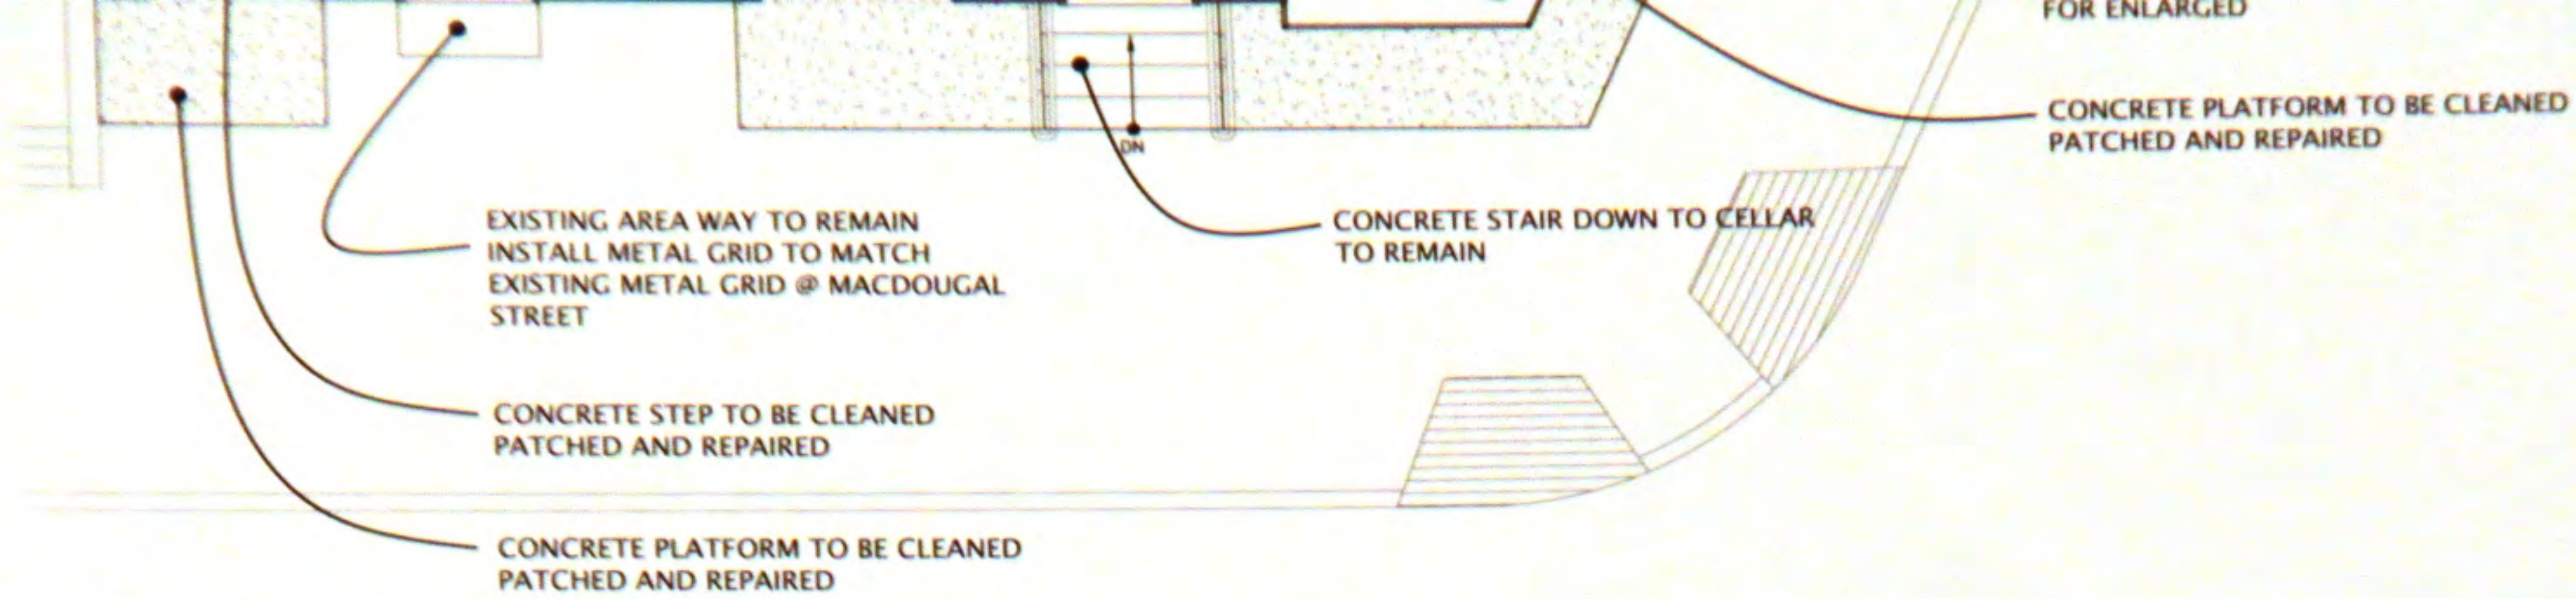 FOR ENLARGED
CONCRETE PLATFORM TO BE CLEANED
PATCHED AND REPAIRED
DN
EXISTING AREA WAY TO REMAIN
INSTALL METAL GRID TO MATCH
EXISTING METAL GRID @ MACDOUGAL
STREET
CONCRETE STAIR DOWN TO CELLAR
TO REMAIN
CONCRETE STEP TO BE CLEANED
PATCHED AND REPAIRED
CONCRETE PLATFORM TO BE CLEANED
PATCHED AND REPAIRED